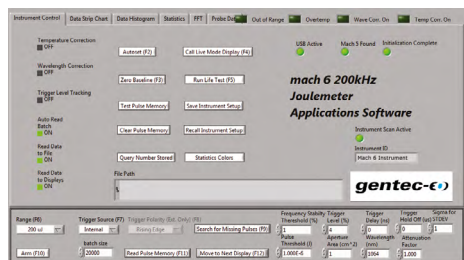 Instrument Control Data Strip Chart Data Histogram Statistics FFT Probe Dat Out of Range Overtemp Wave Corr. On Temp Corr. On
Temperature Correction
OFF
Autoset (F2) Call Live Mode Display (F4)
USB Active Mach 5 Found Initialization Complete
Wavelength Correction
OFF
Zero Baseline (F3) Run Life Test (F5)
mach 6 200kHz
Joulemeter
Applications Software
Trigger Level Tracking
OFF
Test Pulse Memory Save Instrument Setup
Auto Read
Batch
ON
Clear Pulse Memory Recall Instrument Setup
Instrument Scan Active
Read Data
to File
ON
Query Number Stored Statistics Colors
Instrument ID
Mach 6 Instrument
Read Data
to Displays
ON
File Path
gentec-eo
Range (F6) Trigger Source (F7) Trigger Polarity (Ext. Only) (F8) Frequency Stabilty Threshold (%) Trigger Level (%) Trigger Delay (ns) Trigger Hold Off (us) Sigma for STDEV
200 uJ Internal Rising Edge Search for Missing Pulses (F9) 1 4 0 0 1
batch size Pulse Threshold (J) Aperture Area (cm^2) Wavelength (nm) Attanuation Factor
Arm (F10) 20000 Read Pulse Memory (F11) Move to Next Display (F12) 1.000E-6 1 1064 1.000